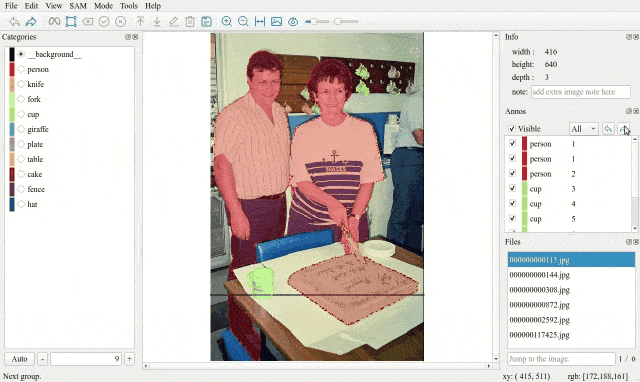 File Edit View SAM Mode Tools Help
Categories
__background__
person
knife
fork
cup
giraffe
plate
table
cake
fence
hat
Auto - 9 +
SHADES
Info
width : 416
height: 640
depth : 3
note: add extra image note here
Annos
Visible All
person 1
person 1
person 2
cup 3
cup 4
cup 5
Files
000000000113.jpg
000000000144.jpg
000000000308.jpg
000000000872.jpg
000000002592.jpg
000000117425.jpg
Jump to the image. 1 / 6
Next group. xy: ( 415, 511) rgb: [172,188,161]